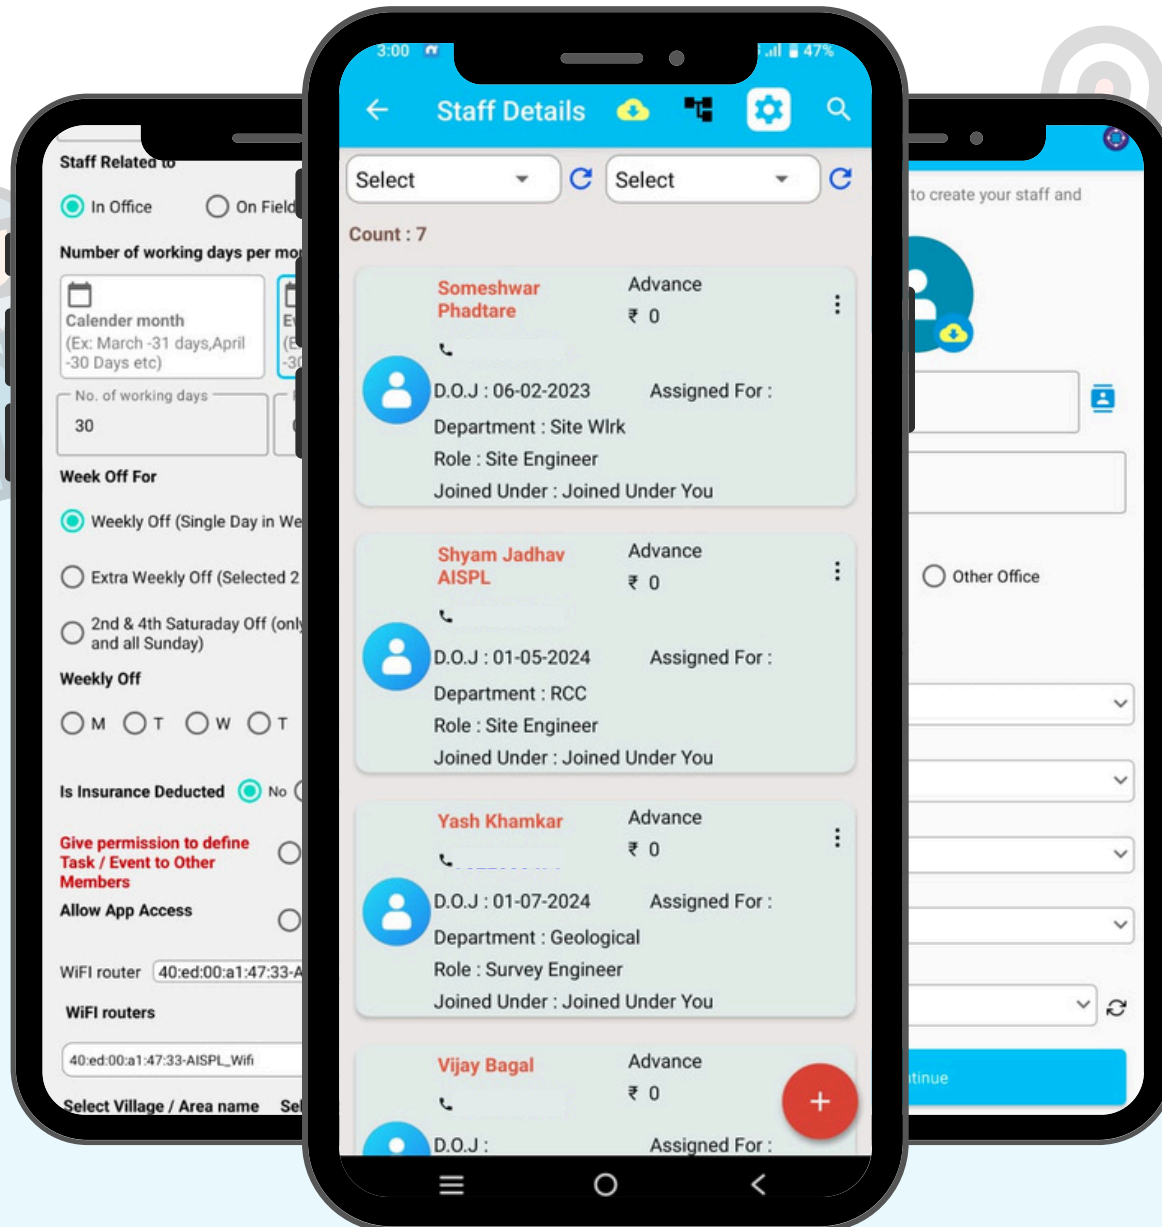 Staff Related to
In Office
On Field
Number of working days per mo
Calender month
(Ex: March -31 days,April
-30 Days etc)
No. of working days
30
Week Off For
Weekly Off (Single Day in We
Extra Weekly Off (Selected 2
2nd & 4th Saturaday Off (only
and all Sunday)
Weekly Off
M T W T
Is Insurance Deducted No
Give permission to define
Task / Event to Other
Members
Allow App Access
WiFI router 40:ed:00:a1:47:33-A
WiFI routers
40:ed:00:a1:47:33-AISPL_Wifi
Select Village / Area name Sel
3:00
47%
Staff Details
Select
Select
Count : 7
Someshwar
Phadtare
Advance
₹ 0
D.O.J : 06-02-2023 Assigned For :
Department : Site Wlrk
Role : Site Engineer
Joined Under : Joined Under You
Shyam Jadhav
AISPL
Advance
₹ 0
D.O.J : 01-05-2024 Assigned For :
Department : RCC
Role : Site Engineer
Joined Under : Joined Under You
Yash Khamkar
Advance
₹ 0
D.O.J : 01-07-2024 Assigned For :
Department : Geological
Role : Survey Engineer
Joined Under : Joined Under You
Vijay Bagal
Advance
₹ 0
+
D.O.J : Assigned For :
to create your staff and
Other Office
tinue